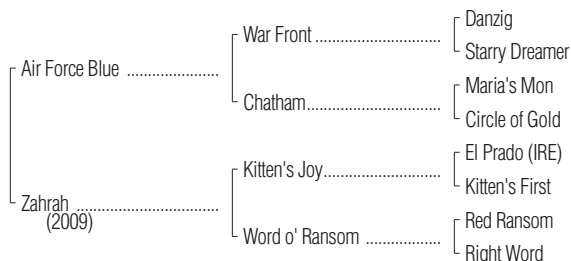 Danzig
War Front ..............................
Starry Dreamer
Air Force Blue ......................
Maria's Mon
Chatham................................
Circle of Gold
El Prado (IRE)
Kitten's Joy............................
Kitten's First
Zahrah..................................
(2009)
Red Ransom
Word o' Ransom ..................
Right Word